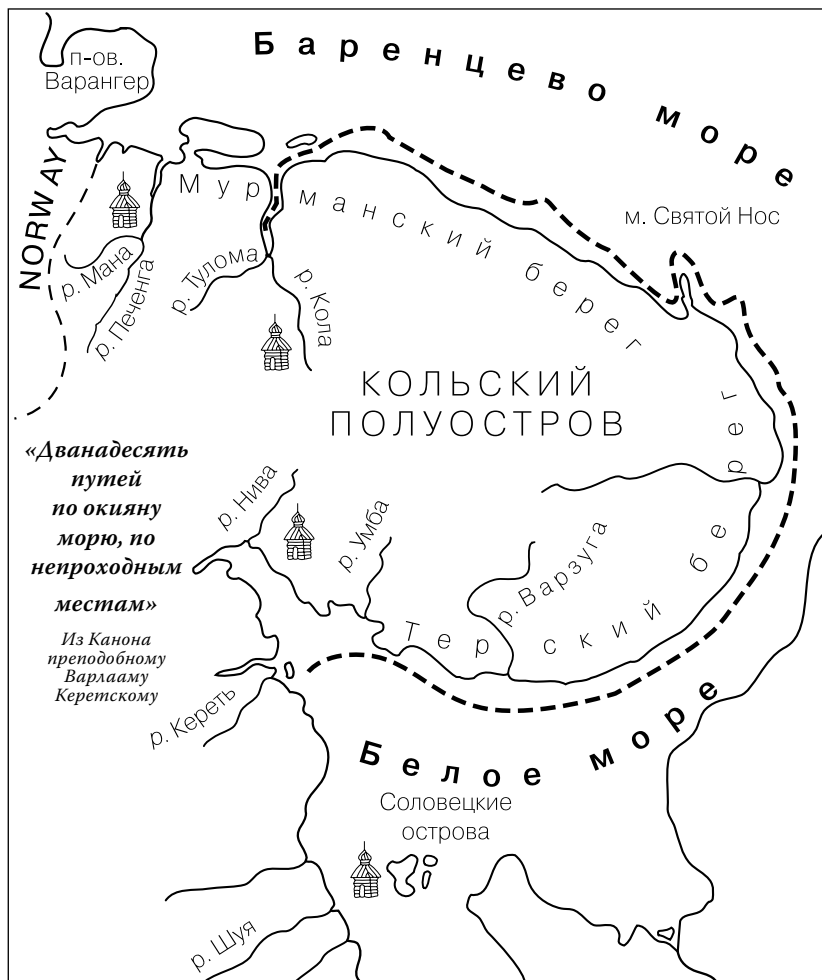 Баренцево море
п-ов.
Варангер
NORWAY
Мурманский берег
м. Святой Нос
р. Мана
р. Печенга
р. Тулома
р. Кола
КОЛЬСКИЙ
ПОЛУОСТРОВ
«Дванадесять
путей
по окияну
морю, по
непроходным
местам»
Из Канона
преподобному
Варлааму
Керетскому
р. Нива
р. Умба
р. Варзуга
Терский берег
р. Кереть
Белое море
Соловецкие
острова
р. Шуя